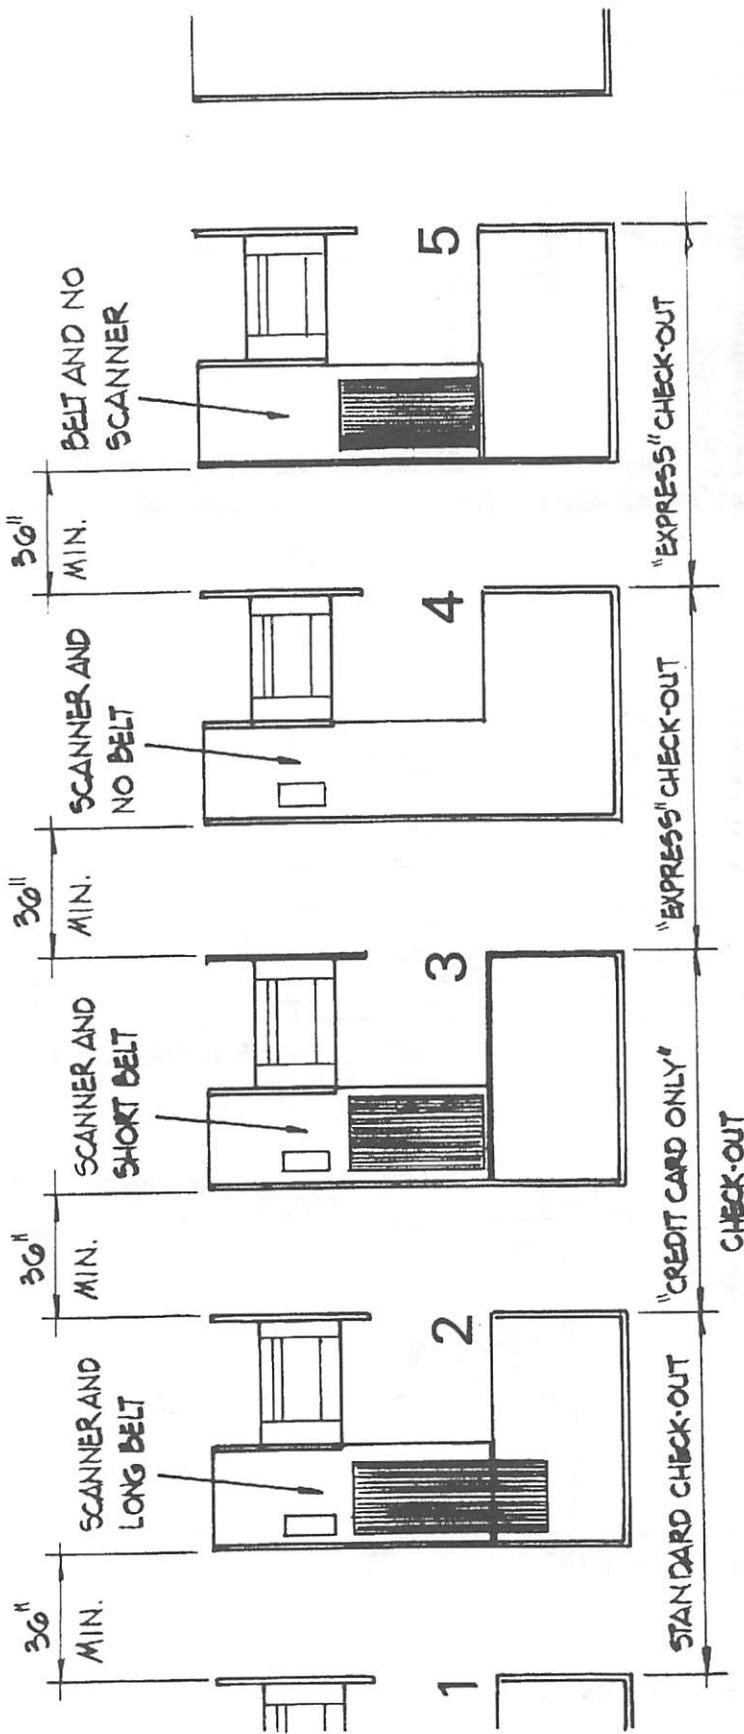 36"
MIN.
36"
MIN.
36"
MIN.
36"
MIN.
SCANNER AND
LONG BELT
SCANNER AND
SHORT BELT
SCANNER AND
NO BELT
BELT AND NO
SCANNER
1
2
3
4
5
STANDARD CHECK-OUT
"CREDIT CARD ONLY"
CHECK-OUT
"EXPRESS" CHECK-OUT
"EXPRESS" CHECK-OUT